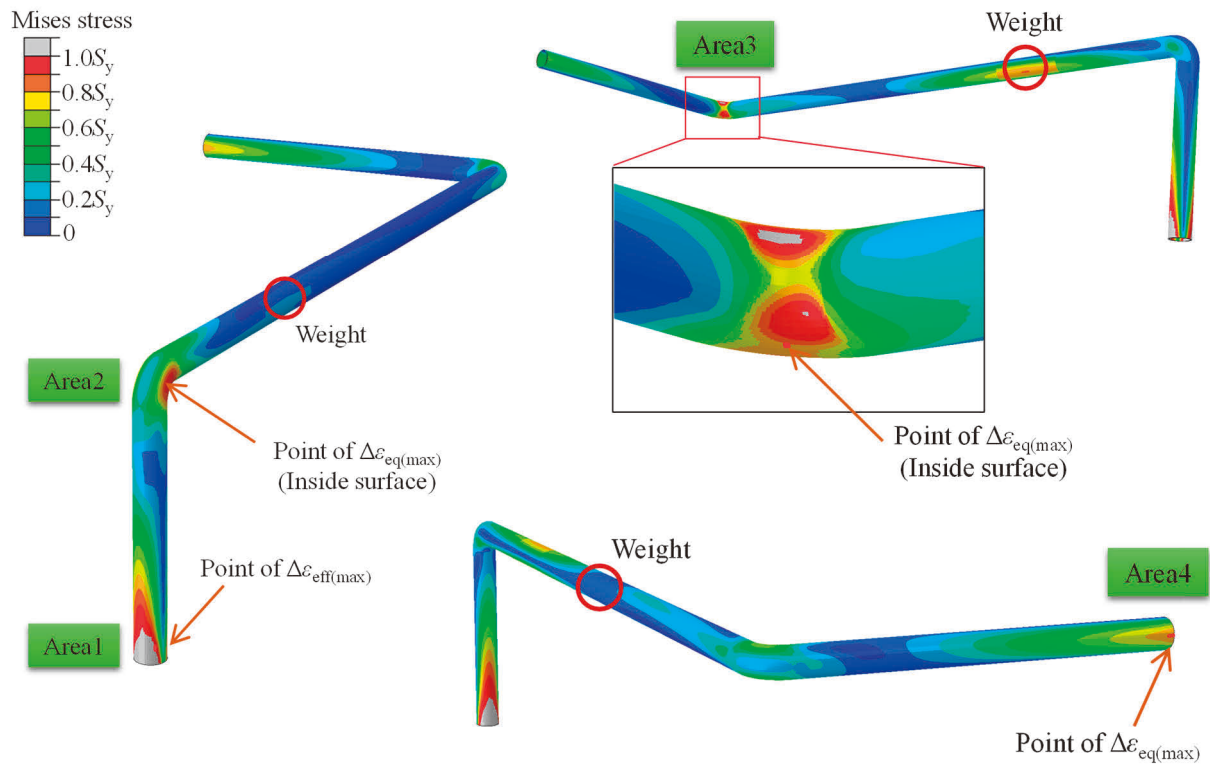 Mises stress
1.0Sy
0.8Sy
0.6Sy
0.4Sy
0.2Sy
0
Area3
Weight
Weight
Area2
Point of Δεeq(max)
(Inside surface)
Point of Δεeq(max)
(Inside surface)
Point of Δεeff(max)
Area1
Weight
Area4
Point of Δεeq(max)